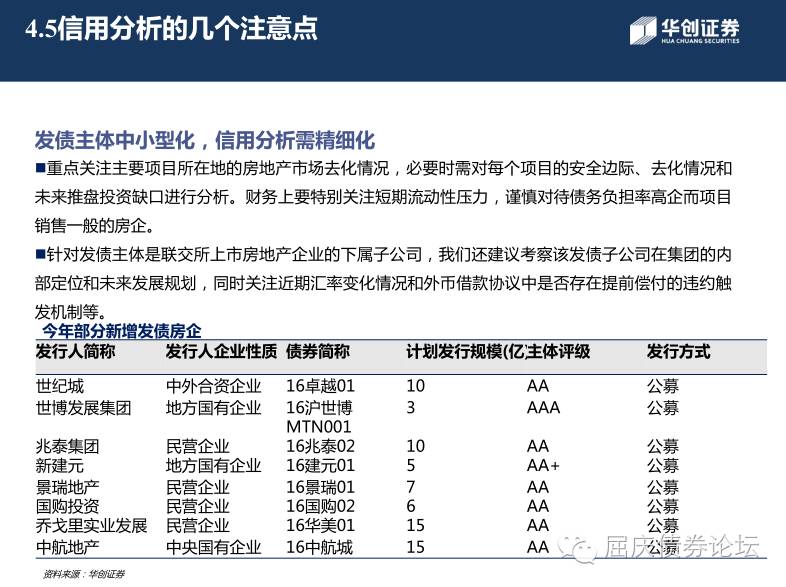 4.5信用分析的几个注意点
华创证券
HUA CHUANG SECURITIES
发债主体中小型化，信用分析需精细化
■重点关注主要项目所在地的房地产市场去化情况，必要时需对每个项目的安全边际、去化情况和
未来推盘投资缺口进行分析。财务上要特别关注短期流动性压力，谨慎对待债务负担率高企而项目
销售一般的房企。
■针对发债主体是联交所上市房地产企业的下属子公司，我们还建议考察该发债子公司在集团的内
部定位和未来发展规划，同时关注近期汇率变化情况和外币借款协议中是否存在提前偿付的违约触
发机制等。
今年部分新增发债房企
发行人简称 发行人企业性质 债券简称 计划发行规模(亿 主体评级 发行方式
世纪城 中外合资企业 16卓越01 10 AA 公募
世博发展集团 地方国有企业 16沪世博 3 AAA 公募
MTN001
兆泰集团 民营企业 16兆泰02 10 AA 公募
新建元 地方国有企业 16建元01 5 AA+ 公募
景瑞地产 民营企业 16景瑞01 7 AA 公募
国购投资 民营企业 16国购02 6 AA 公募
乔戈里实业发展 民营企业 16华美01 15 AA 公募
中航地产 中央国有企业 16中航城 15 AA 公募
屈庆债券论坛
资料来源：华创证券